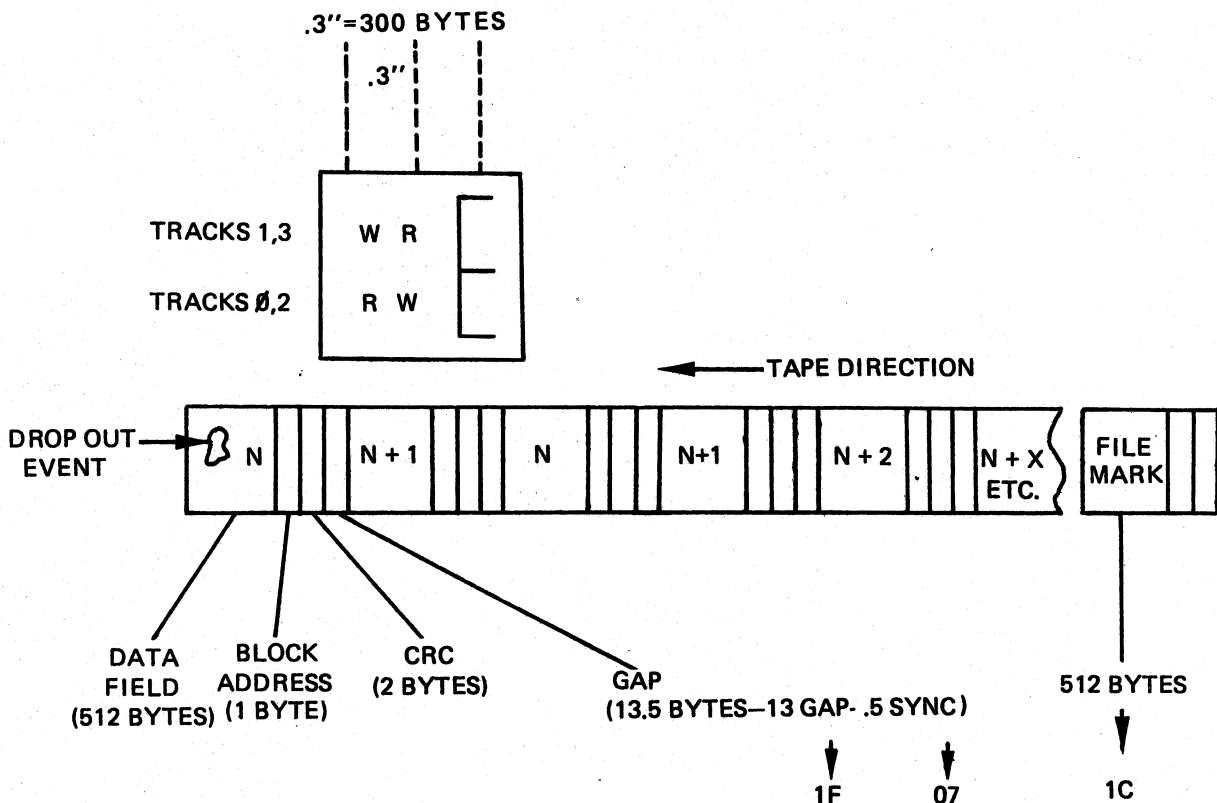 .3''=300 BYTES
.3''
TRACKS 1,3 W R
TRACKS Ø,2 R W
TAPE DIRECTION
DROP OUT
EVENT
N N + 1 N N+1 N + 2 N + X
ETC.
FILE
MARK
DATA
FIELD
(512 BYTES)
BLOCK
ADDRESS
(1 BYTE)
CRC
(2 BYTES)
GAP
(13.5 BYTES—13 GAP- .5 SYNC)
512 BYTES
1F 07 1C